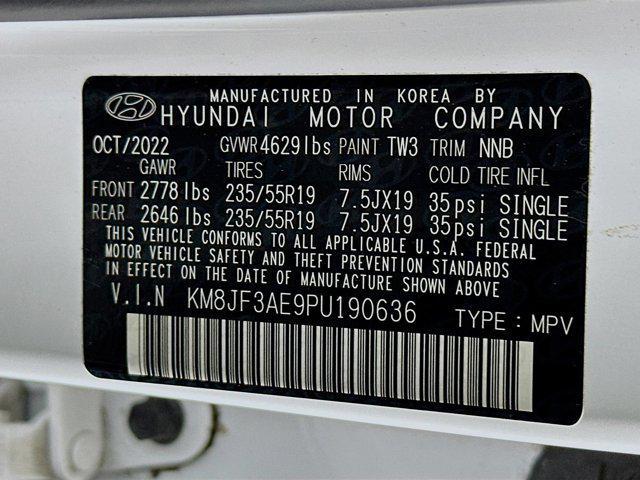 MANUFACTURED IN KOREA BY
HYUNDAI MOTOR COMPANY
OCT/2022 GVWR 4629lbs PAINT TW3 TRIM NNB
GAWR TIRES RIMS COLD TIRE INFL
FRONT 2778 lbs 235/55R19 7.5JX19 35psi SINGLE
REAR 2646 lbs 235/55R19 7.5JX19 35psi SINGLE
THIS VEHICLE CONFORMS TO ALL APPLICABLE U.S.A. FEDERAL
MOTOR VEHICLE SAFETY AND THEFT PREVENTION STANDARDS
IN EFFECT ON THE DATE OF MANUFACTURE SHOWN ABOVE
V.I.N KM8JF3AE9PU190636 TYPE : MPV